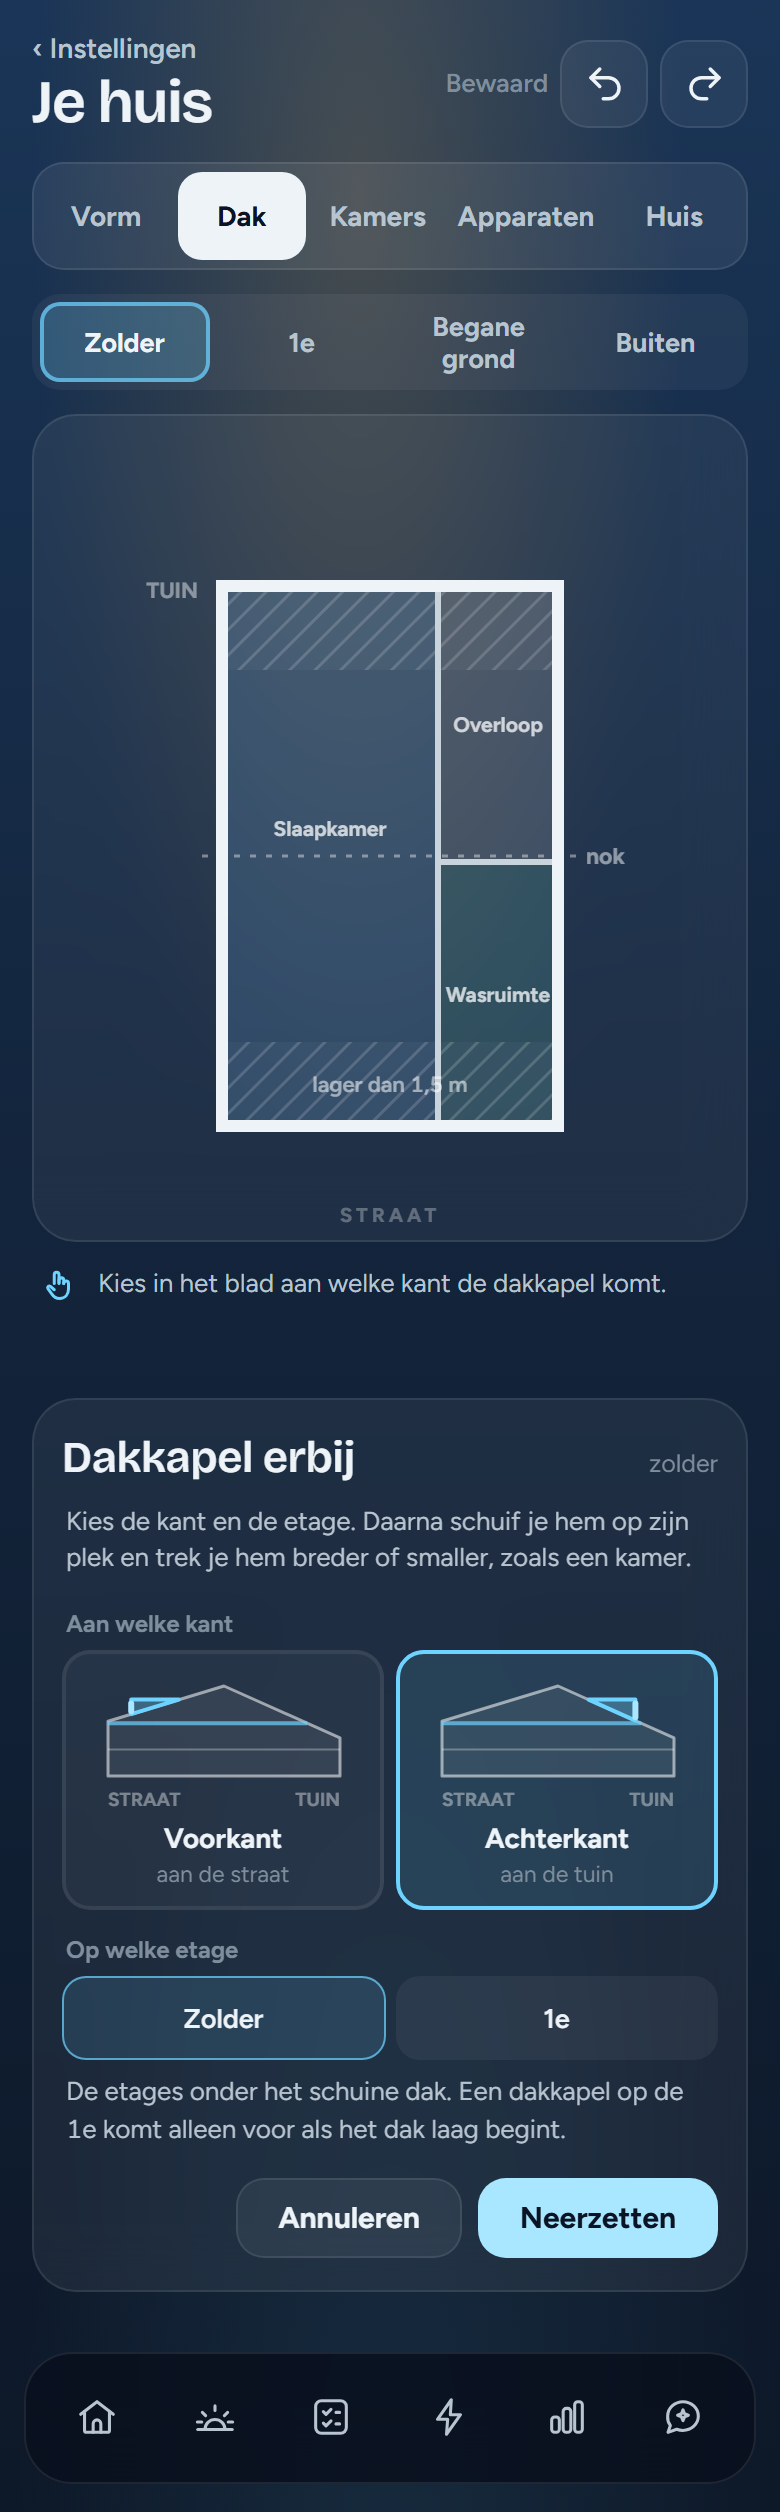 ‹ Instellingen
Je huis
Bewaard
Vorm Dak Kamers Apparaten Huis
Zolder 1e Begane grond Buiten
TUIN
Overloop
Slaapkamer
nok
Wasruimte
lager dan 1,5 m
STRAAT
Kies in het blad aan welke kant de dakkapel komt.
Dakkapel erbij
zolder
Kies de kant en de etage. Daarna schuif je hem op zijn
plek en trek je hem breder of smaller, zoals een kamer.
Aan welke kant
STRAAT TUIN
Voorkant
aan de straat
STRAAT TUIN
Achterkant
aan de tuin
Op welke etage
Zolder 1e
De etages onder het schuine dak. Een dakkapel op de
1e komt alleen voor als het dak laag begint.
Annuleren Neerzetten